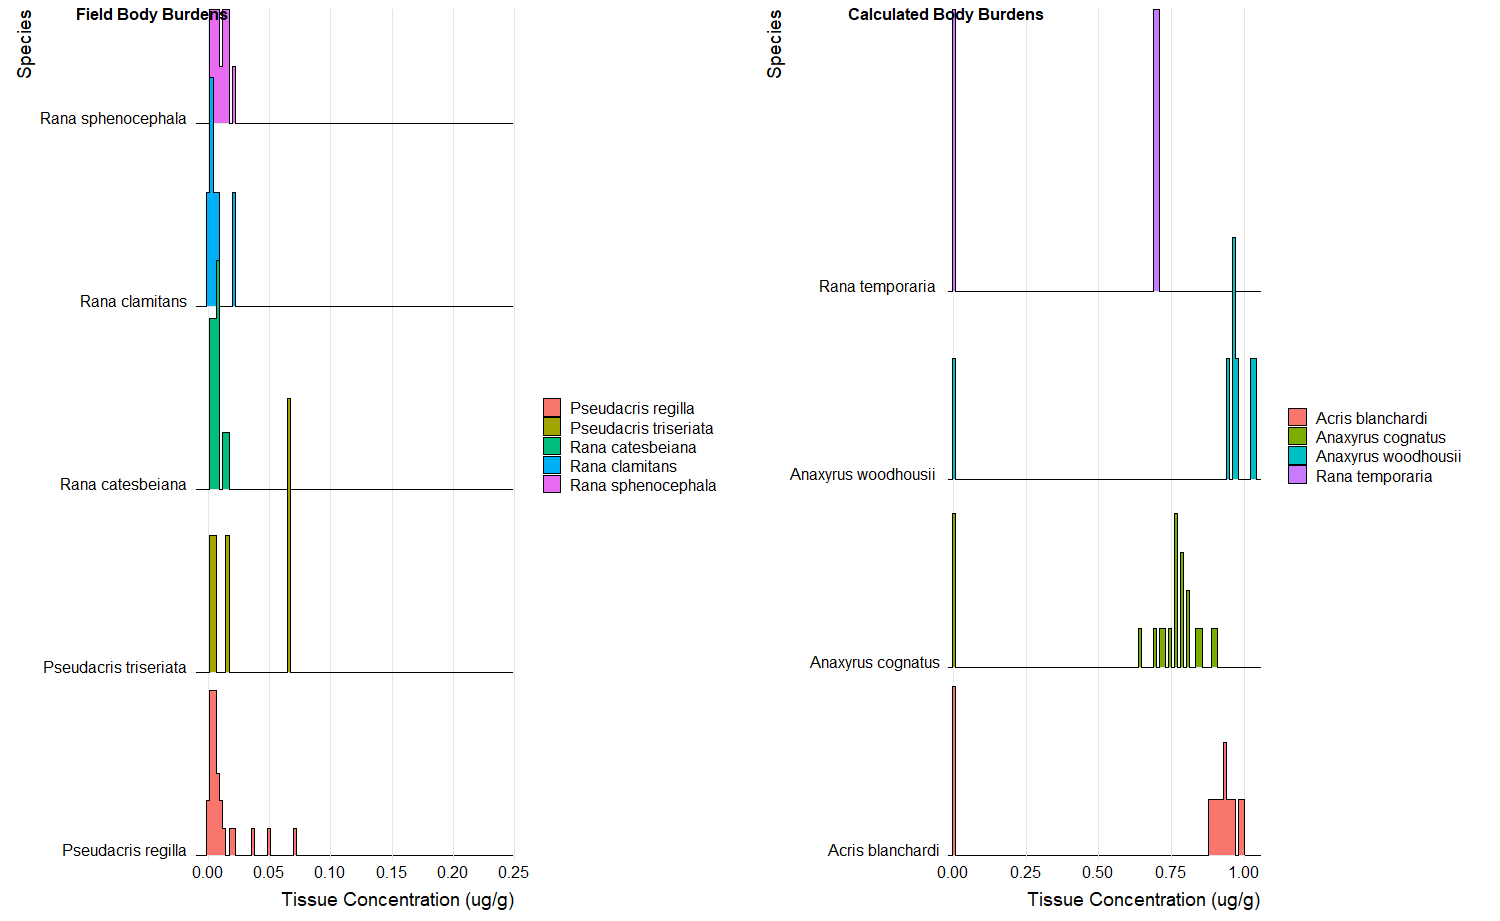 Field Body Burdens
Species
Rana sphenocephala
Rana clamitans
Rana catesbeiana
Pseudacris triseriata
Pseudacris regilla
0.00 0.05 0.10 0.15 0.20 0.25
Tissue Concentration (ug/g)
Pseudacris regilla
Pseudacris triseriata
Rana catesbeiana
Rana clamitans
Rana sphenocephala
Calculated Body Burdens
Species
Rana temporaria
Anaxyrus woodhousii
Anaxyrus cognatus
Acris blanchardi
0.00 0.25 0.50 0.75 1.00
Tissue Concentration (ug/g)
Acris blanchardi
Anaxyrus cognatus
Anaxyrus woodhousii
Rana temporaria